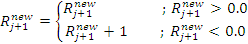 R_{j+1}^{new} = { R_{j+1}^{new} ; R_{j+1}^{new} > 0.0
R_{j+1}^{new} + 1 ; R_{j+1}^{new} < 0.0